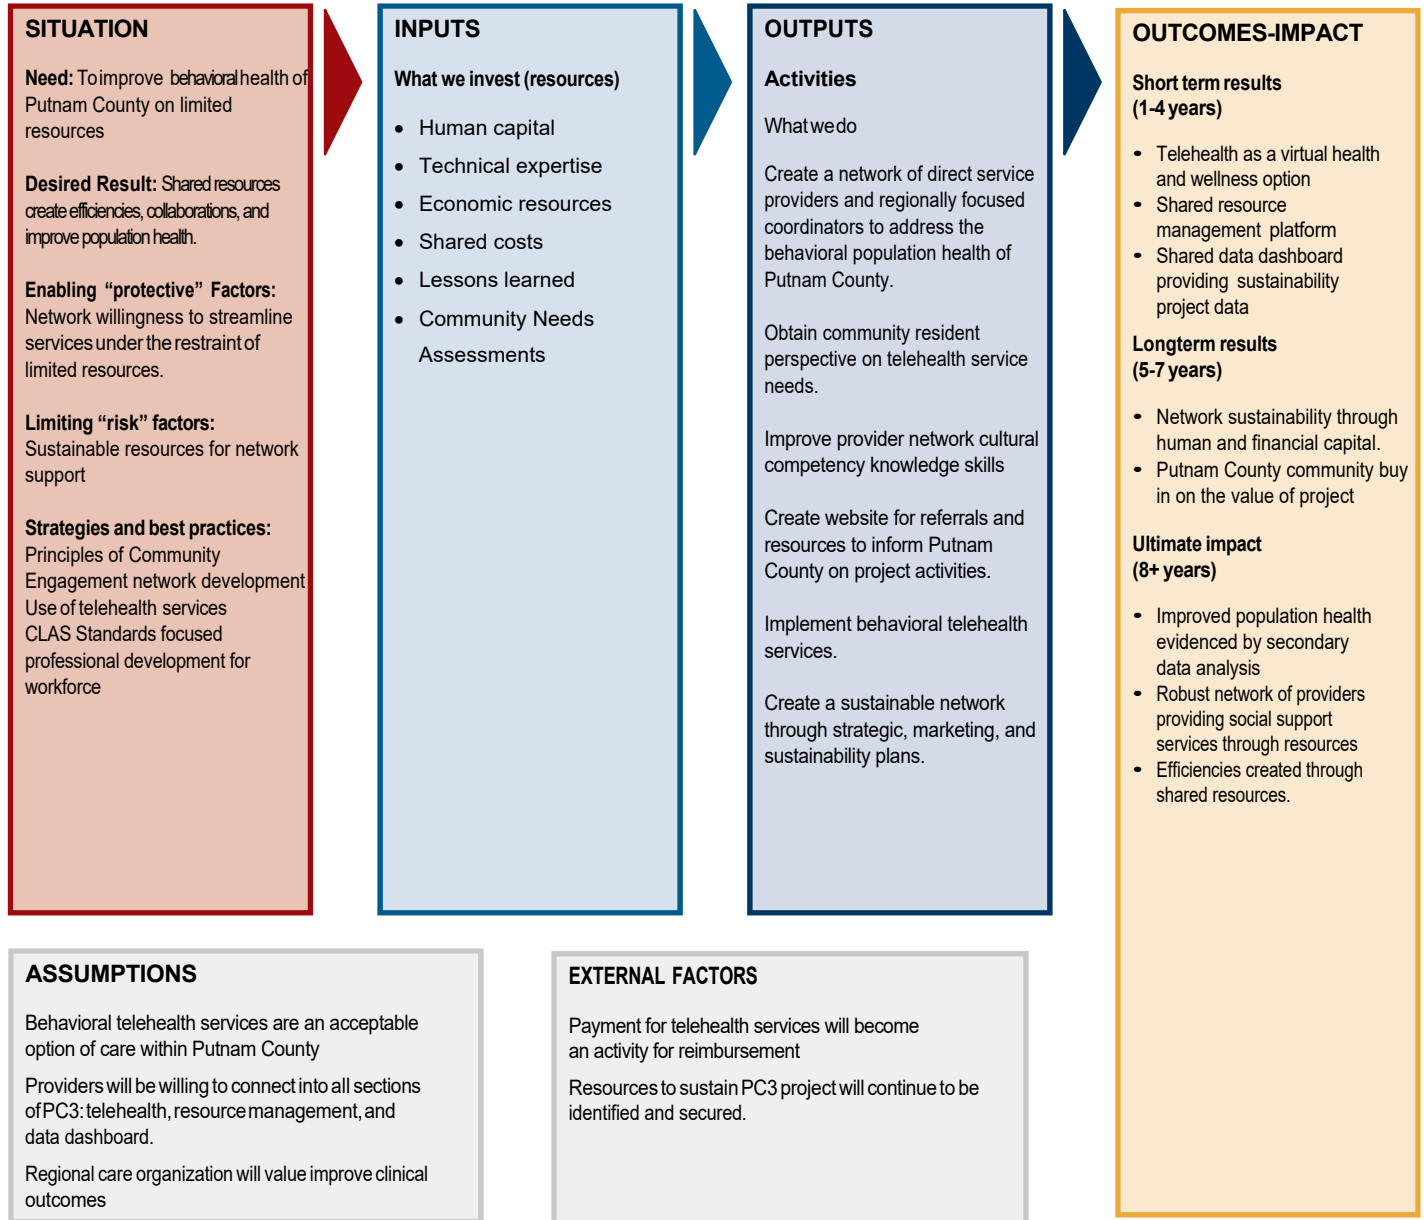 SITUATION
Need: To improve behavioral health of
Putnam County on limited
resources
Desired Result: Shared resources
create efficiencies, collaborations, and
improve population health.
Enabling “protective” Factors:
Network willingness to streamline
services under the restraint of
limited resources.
Limiting “risk” factors:
Sustainable resources for network
support
Strategies and best practices:
Principles of Community
Engagement network development
Use of telehealth services
CLAS Standards focused
professional development for
workforce
INPUTS
What we invest (resources)
• Human capital
• Technical expertise
• Economic resources
• Shared costs
• Lessons learned
• Community Needs
Assessments
OUTPUTS
Activities
What we do
Create a network of direct service
providers and regionally focused
coordinators to address the
behavioral population health of
Putnam County.
Obtain community resident
perspective on telehealth service
needs.
Improve provider network cultural
competency knowledge skills
Create website for referrals and
resources to inform Putnam
County on project activities.
Implement behavioral telehealth
services.
Create a sustainable network
through strategic, marketing, and
sustainability plans.
OUTCOMES-IMPACT
Short term results
(1-4 years)
• Telehealth as a virtual health
and wellness option
• Shared resource
management platform
• Shared data dashboard
providing sustainability
project data
Longterm results
(5-7 years)
• Network sustainability through
human and financial capital.
• Putnam County community buy
in on the value of project
Ultimate impact
(8+ years)
• Improved population health
evidenced by secondary
data analysis
• Robust network of providers
providing social support
services through resources
• Efficiencies created through
shared resources.
ASSUMPTIONS
Behavioral telehealth services are an acceptable
option of care within Putnam County
Providers will be willing to connect into all sections
of PC3: telehealth, resource management, and
data dashboard.
Regional care organization will value improve clinical
outcomes
EXTERNAL FACTORS
Payment for telehealth services will become
an activity for reimbursement
Resources to sustain PC3 project will continue to be
identified and secured.